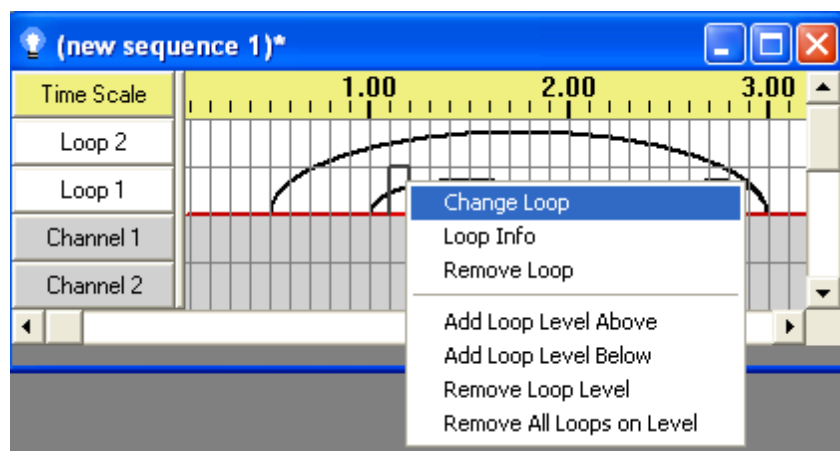 (new sequence 1)*
Time Scale
1.00 2.00 3.00
Loop 2
Loop 1
Channel 1
Channel 2
Change Loop
Loop Info
Remove Loop
Add Loop Level Above
Add Loop Level Below
Remove Loop Level
Remove All Loops on Level